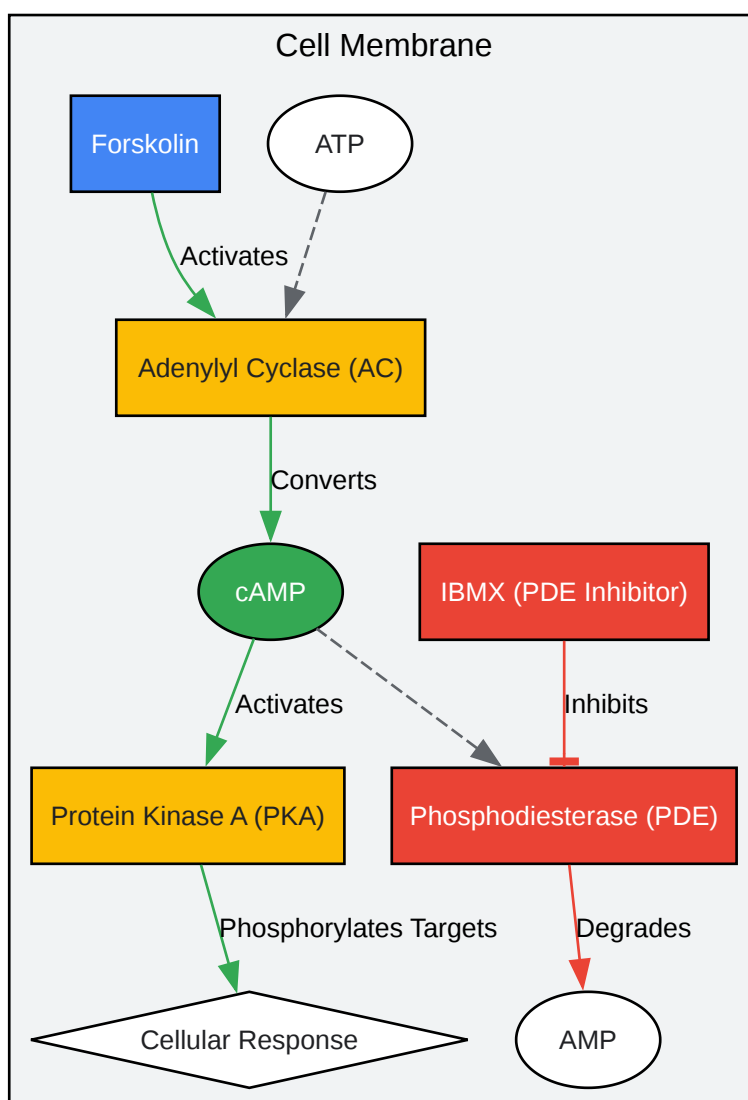 Cell Membrane
Forskolin
ATP
Activates
Adenylyl Cyclase (AC)
Converts
cAMP
IBMX (PDE Inhibitor)
Activates
Inhibits
Protein Kinase A (PKA)
Phosphodiesterase (PDE)
Phosphorylates Targets
Degrades
Cellular Response
AMP